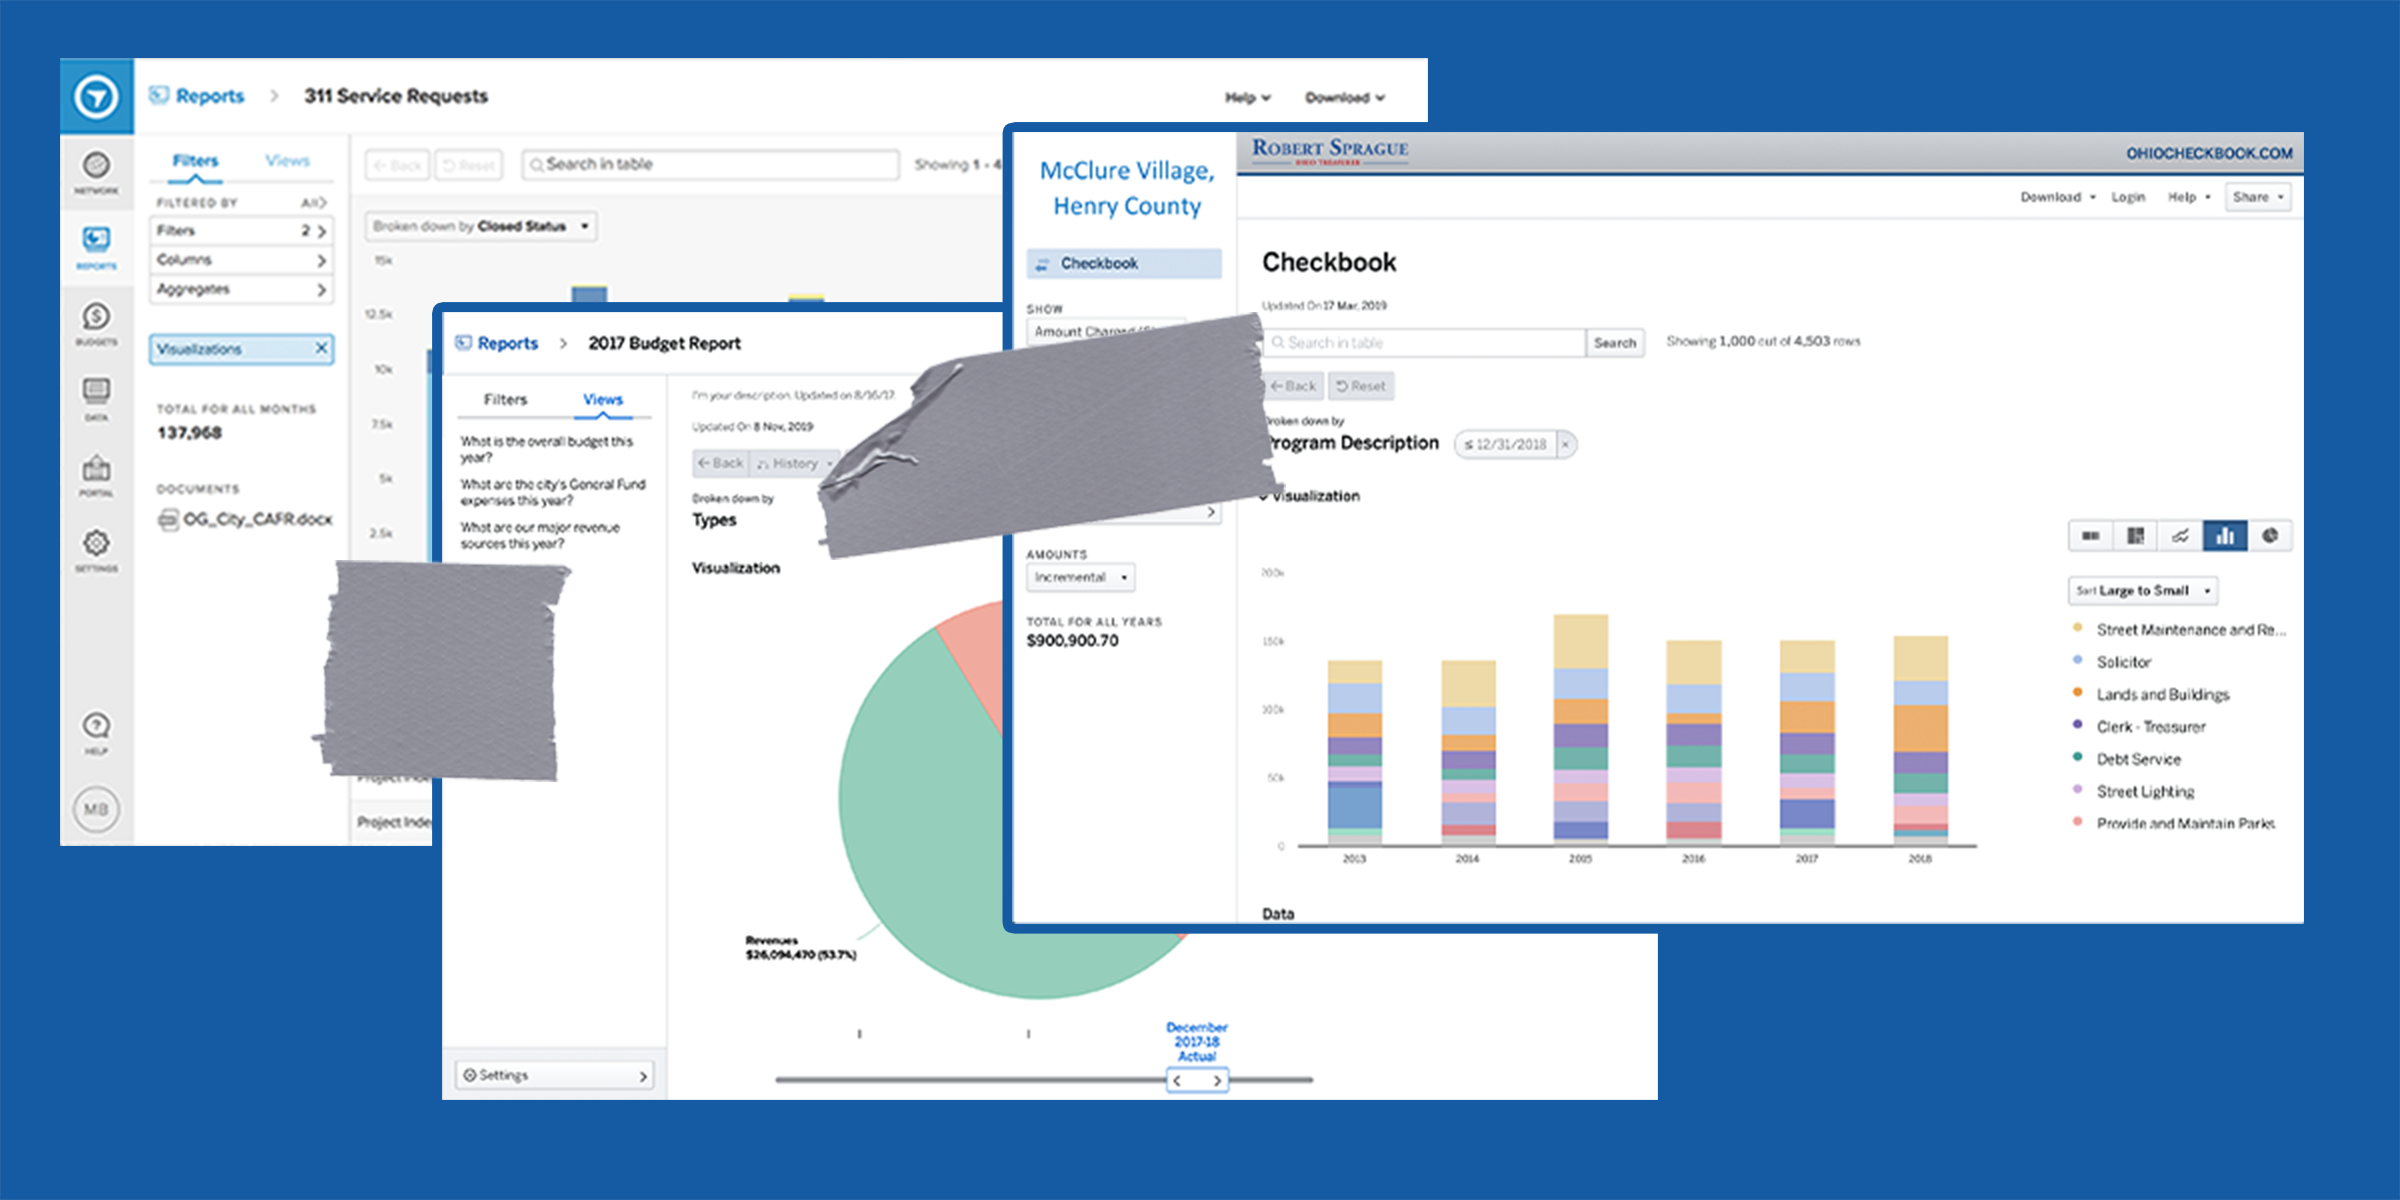 Reports > 311 Service Requests
Help
Download
NETWORK
REPORTS
BUDGETS
DATA
PORTAL
SETTINGS
HELP
MB
Filters Views
FILTERED BY All
Filters 2
Columns
Aggregates
Visualizations
TOTAL FOR ALL MONTHS
137,968
DOCUMENTS
OG_City_CAFR.docx
Back Reset
Search in table
Showing 1 - 4
Broken down by Closed Status
15k
12.5k
10k
7.5k
5k
2.5k
Project Inde
Project Inde
Reports > 2017 Budget Report
Filters Views
What is the overall budget this
year?
What are the city's General Fund
expenses this year?
What are our major revenue
sources this year?
Settings
I'm your description. Updated on 8/16/17.
Updated On 8 Nov, 2019
Back History
Broken down by
Types
Visualization
Revenues
$26,094,470 (53.7%)
December
2017-18
Actual
McClure Village,
Henry County
Checkbook
SHOW
Amount Charged
AMOUNTS
Incremental
TOTAL FOR ALL YEARS
$900,900.70
ROBERT SPRAGUE
OHIO TREASURER
OHIOCHECKBOOK.COM
Download Login Help Share
Checkbook
Updated On 17 Mar, 2019
Search in table
Search
Showing 1,000 out of 4,503 rows
Back Reset
Broken down by
Program Description
≤ 12/31/2018 ×
Visualization
200k
150k
100k
50k
0
2013 2014 2015 2016 2017 2018
Sort Large to Small
Street Maintenance and Re...
Solicitor
Lands and Buildings
Clerk - Treasurer
Debt Service
Street Lighting
Provide and Maintain Parks
Data